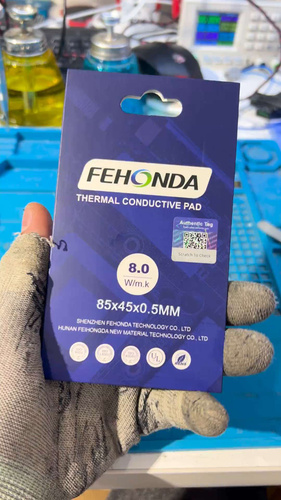 FEHONDA
THERMAL CONDUCTIVE PAD
Authentic Tag
8.0
W/m.k
85x45x0.5MM
SHENZHEN FEHONDA TECHNOLOGY CO., LTD
HUNAN FEIHONGDA NEW MATERIAL TECHNOLOGY CO., LTD